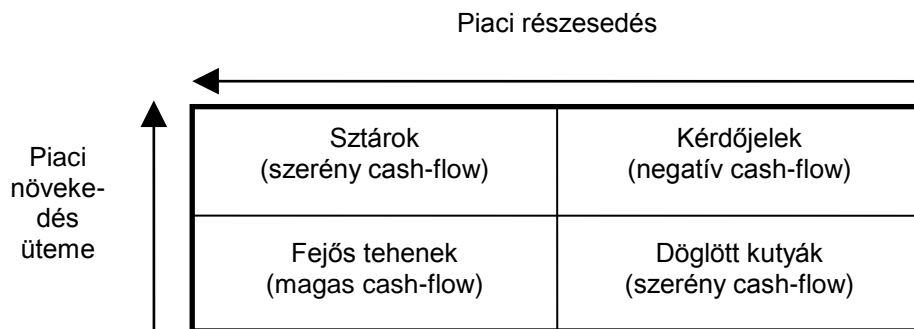 Piaci részesedés
Piaci
növeke-
dés
üteme
Sztárok
(szerény cash-flow)
Kérdőjelek
(negatív cash-flow)
Fejős tehenek
(magas cash-flow)
Döglött kutyák
(szerény cash-flow)